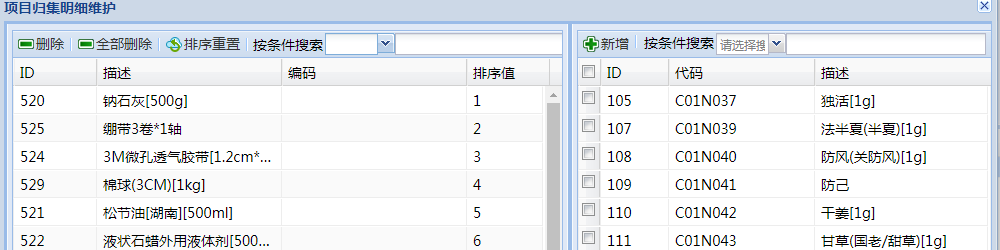 项目归集明细维护
删除 全部删除 排序重置 按条件搜索
ID 描述 编码 排序值
520 钠石灰[500g] 1
525 绷带3卷*1轴 2
524 3M微孔透气胶带[1.2cm*... 3
529 棉球(3CM)[1kg] 4
521 松节油[湖南][500ml] 5
522 液状石蜡外用液体剂[500... 6
新增 按条件搜索 请选择搜
ID 代码 描述
105 C01N037 独活[1g]
107 C01N039 法半夏(半夏)[1g]
108 C01N040 防风(关防风)[1g]
109 C01N041 防己
110 C01N042 干姜[1g]
111 C01N043 甘草(国老/甜草)[1g]